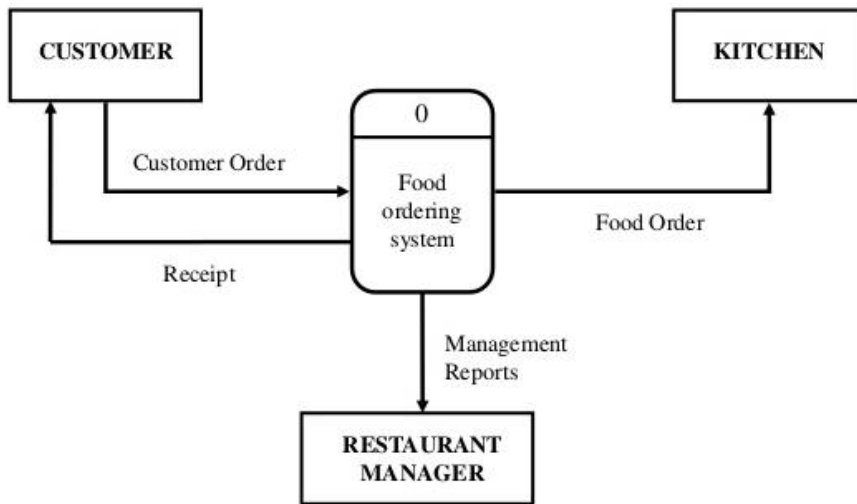 CUSTOMER
KITCHEN
0
Customer Order
Food
ordering
system
Food Order
Receipt
Management
Reports
RESTAURANT
MANAGER